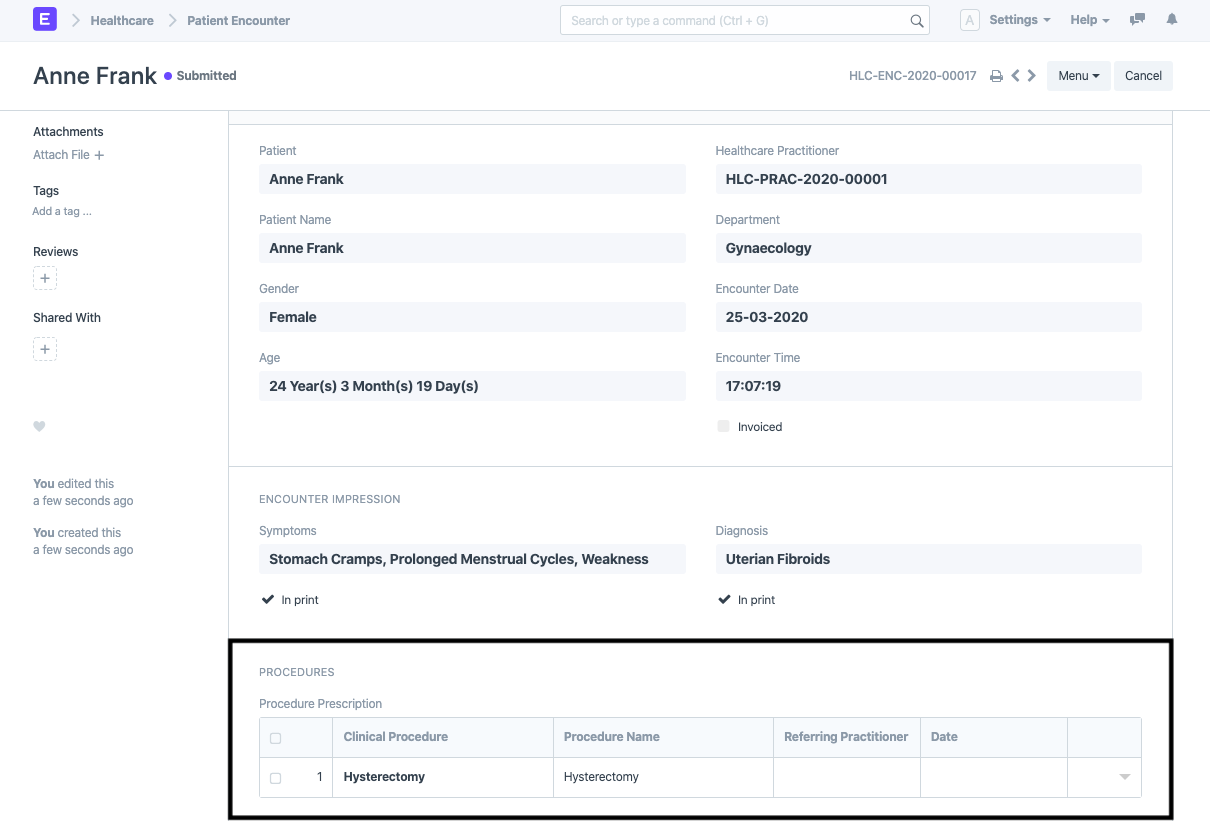 E Healthcare Patient Encounter Search or type a command (Ctrl + G) A Settings Help
Anne Frank Submitted HLC-ENC-2020-00017 Menu Cancel
Attachments
Attach File +
Tags
Add a tag ...
Reviews
+
Shared With
+
You edited this
a few seconds ago
You created this
a few seconds ago
Patient
Anne Frank
Patient Name
Anne Frank
Gender
Female
Age
24 Year(s) 3 Month(s) 19 Day(s)
Healthcare Practitioner
HLC-PRAC-2020-00001
Department
Gynaecology
Encounter Date
25-03-2020
Encounter Time
17:07:19
Invoiced
ENCOUNTER IMPRESSION
Symptoms
Stomach Cramps, Prolonged Menstrual Cycles, Weakness
In print
Diagnosis
Uterian Fibroids
In print
PROCEDURES
Procedure Prescription
Clinical Procedure Procedure Name Referring Practitioner Date
1 Hysterectomy Hysterectomy